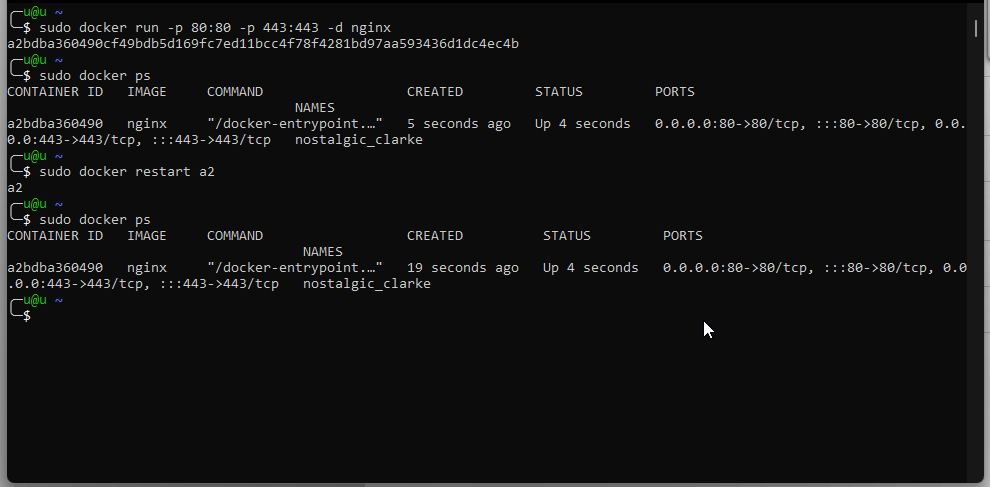 ╭─u@u ~
╰─$ sudo docker run -p 80:80 -p 443:443 -d nginx
a2bdba360490cf49bdb5d169fc7ed11bcc4f78f4281bd97aa593436d1dc4ec4b
╭─u@u ~
╰─$ sudo docker ps
CONTAINER ID   IMAGE     COMMAND                  CREATED         STATUS         PORTS
                                    NAMES
a2bdba360490   nginx     "/docker-entrypoint.…"   5 seconds ago   Up 4 seconds   0.0.0.0:80->80/tcp, :::80->80/tcp, 0.0.
0.0:443->443/tcp, :::443->443/tcp   nostalgic_clarke
╭─u@u ~
╰─$ sudo docker restart a2
a2
╭─u@u ~
╰─$ sudo docker ps
CONTAINER ID   IMAGE     COMMAND                  CREATED          STATUS         PORTS
                                     NAMES
a2bdba360490   nginx     "/docker-entrypoint.…"   19 seconds ago   Up 4 seconds   0.0.0.0:80->80/tcp, :::80->80/tcp, 0.0
.0.0:443->443/tcp, :::443->443/tcp   nostalgic_clarke
╭─u@u ~
╰─$